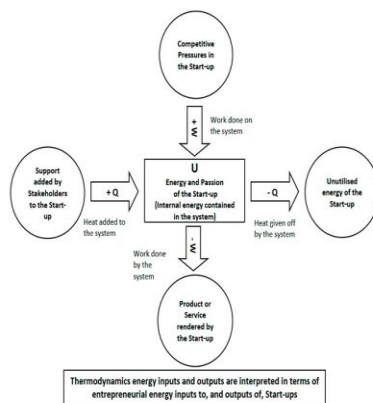 Competitive
Pressures in
the Start-up
+ W
Work done on
the system
Support
added by
Stakeholders
to the Start-
up
+ Q
Heat added to
the system
U
Energy and Passion
of the Start-up
(Internal energy contained
in the system)
- Q
Heat given off
by the system
Unutilised
energy of the
Start-up
Work done
by the
system
- W
Product or
Service
rendered by
the Start-up
Thermodynamics energy inputs and outputs are interpreted in terms of
entrepreneurial energy inputs to, and outputs of, Start-ups